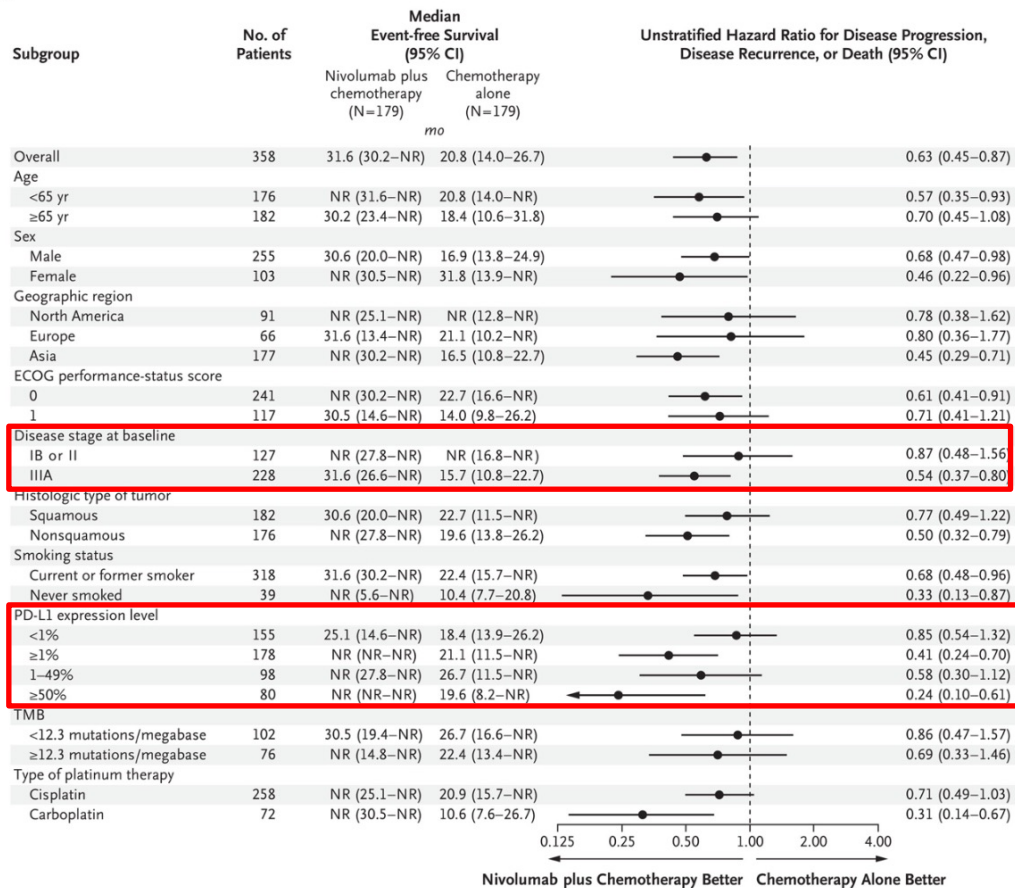 Subgroup No. of Patients Median Event-free Survival (95% CI) Unstratified Hazard Ratio for Disease Progression, Disease Recurrence, or Death (95% CI)
Nivolumab plus chemotherapy (N=179) Chemotherapy alone (N=179)
mo
Overall 358 31.6 (30.2–NR) 20.8 (14.0–26.7) 0.63 (0.45–0.87)
Age
<65 yr 176 NR (31.6–NR) 20.8 (14.0–NR) 0.57 (0.35–0.93)
≥65 yr 182 30.2 (23.4–NR) 18.4 (10.6–31.8) 0.70 (0.45–1.08)
Sex
Male 255 30.6 (20.0–NR) 16.9 (13.8–24.9) 0.68 (0.47–0.98)
Female 103 NR (30.5–NR) 31.8 (13.9–NR) 0.46 (0.22–0.96)
Geographic region
North America 91 NR (25.1–NR) NR (12.8–NR) 0.78 (0.38–1.62)
Europe 66 31.6 (13.4–NR) 21.1 (10.2–NR) 0.80 (0.36–1.77)
Asia 177 NR (30.2–NR) 16.5 (10.8–22.7) 0.45 (0.29–0.71)
ECOG performance-status score
0 241 NR (30.2–NR) 22.7 (16.6–NR) 0.61 (0.41–0.91)
1 117 30.5 (14.6–NR) 14.0 (9.8–26.2) 0.71 (0.41–1.21)
Disease stage at baseline
IB or II 127 NR (27.8–NR) NR (16.8–NR) 0.87 (0.48–1.56)
IIIA 228 31.6 (26.6–NR) 15.7 (10.8–22.7) 0.54 (0.37–0.80)
Histologic type of tumor
Squamous 182 30.6 (20.0–NR) 22.7 (11.5–NR) 0.77 (0.49–1.22)
Nonsquamous 176 NR (27.8–NR) 19.6 (13.8–26.2) 0.50 (0.32–0.79)
Smoking status
Current or former smoker 318 31.6 (30.2–NR) 22.4 (15.7–NR) 0.68 (0.48–0.96)
Never smoked 39 NR (5.6–NR) 10.4 (7.7–20.8) 0.33 (0.13–0.87)
PD-L1 expression level
<1% 155 25.1 (14.6–NR) 18.4 (13.9–26.2) 0.85 (0.54–1.32)
≥1% 178 NR (NR–NR) 21.1 (11.5–NR) 0.41 (0.24–0.70)
1–49% 98 NR (27.8–NR) 26.7 (11.5–NR) 0.58 (0.30–1.12)
≥50% 80 NR (NR–NR) 19.6 (8.2–NR) 0.24 (0.10–0.61)
TMB
<12.3 mutations/megabase 102 30.5 (19.4–NR) 26.7 (16.6–NR) 0.86 (0.47–1.57)
≥12.3 mutations/megabase 76 NR (14.8–NR) 22.4 (13.4–NR) 0.69 (0.33–1.46)
Type of platinum therapy
Cisplatin 258 NR (25.1–NR) 20.9 (15.7–NR) 0.71 (0.49–1.03)
Carboplatin 72 NR (30.5–NR) 10.6 (7.6–26.7) 0.31 (0.14–0.67)
0.125 0.25 0.50 1.00 2.00 4.00
Nivolumab plus Chemotherapy Better Chemotherapy Alone Better